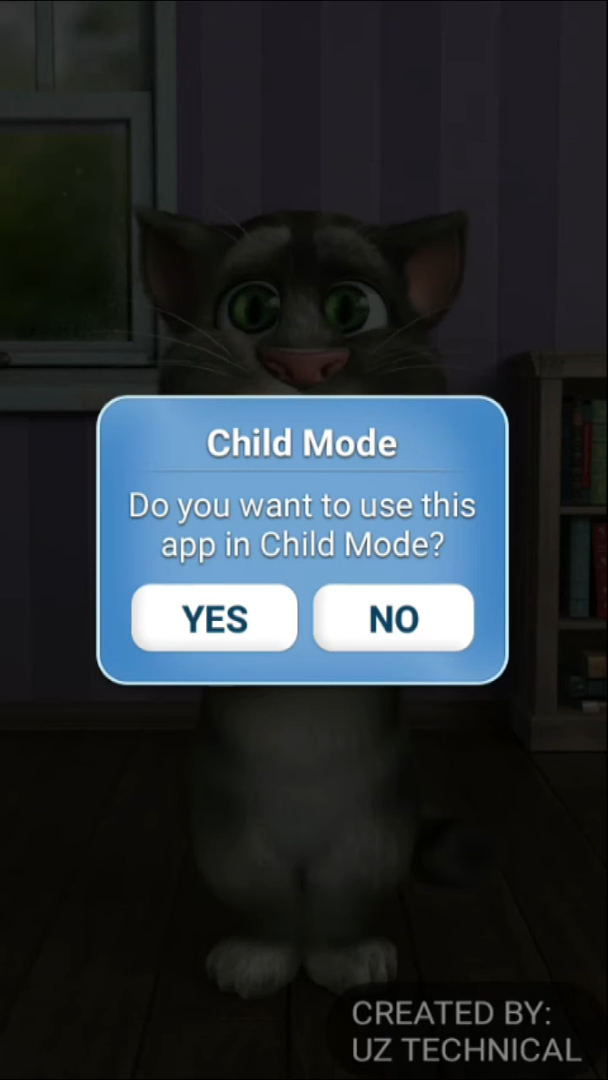 Child Mode
Do you want to use this
app in Child Mode?
YES
NO
CREATED BY:
UZ TECHNICAL